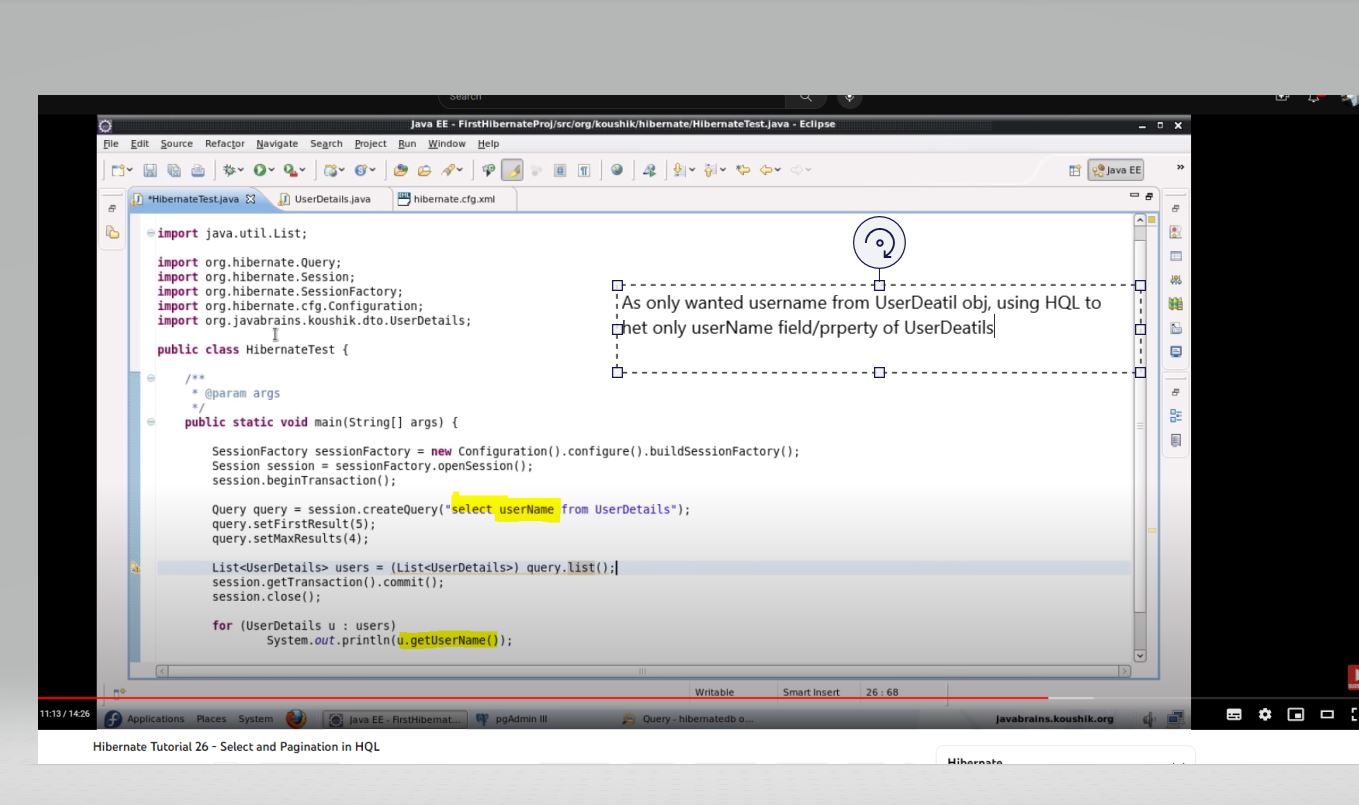 Search
Java EE - FirstHibernateProj/src/org/koushik/hibernate/HibernateTest.java - Eclipse
File Edit Source Refactor Navigate Search Project Run Window Help
Java EE
*HibernateTest.java UserDetails.java hibernate.cfg.xml
import java.util.List;
import org.hibernate.Query;
import org.hibernate.Session;
import org.hibernate.SessionFactory;
import org.hibernate.cfg.Configuration;
import org.javabrains.koushik.dto.UserDetails;
As only wanted username from UserDeatil obj, using HQL to
het only userName field/prperty of UserDeatils
public class HibernateTest {
/**
* @param args
*/
public static void main(String[] args) {
SessionFactory sessionFactory = new Configuration().configure().buildSessionFactory();
Session session = sessionFactory.openSession();
session.beginTransaction();
Query query = session.createQuery("select userName from UserDetails");
query.setFirstResult(5);
query.setMaxResults(4);
List<UserDetails> users = (List<UserDetails>) query.list();
session.getTransaction().commit();
session.close();
for (UserDetails u : users)
System.out.println(u.getUserName());
Writable Smart Insert 26 : 68
11:13 / 14:26
Applications Places System Java EE - FirstHibernat... pgAdmin III Query - hibernatedb o... javabrains.koushik.org
Hibernate Tutorial 26 - Select and Pagination in HQL
Hibernate